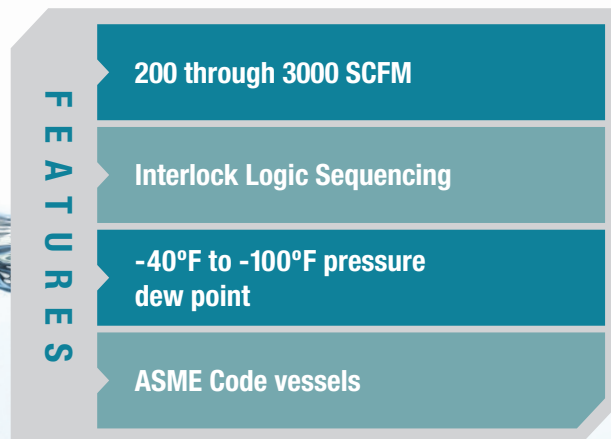 FEATURES
200 through 3000 SCFM
Interlock Logic Sequencing
-40ºF to -100ºF pressure
dew point
ASME Code vessels